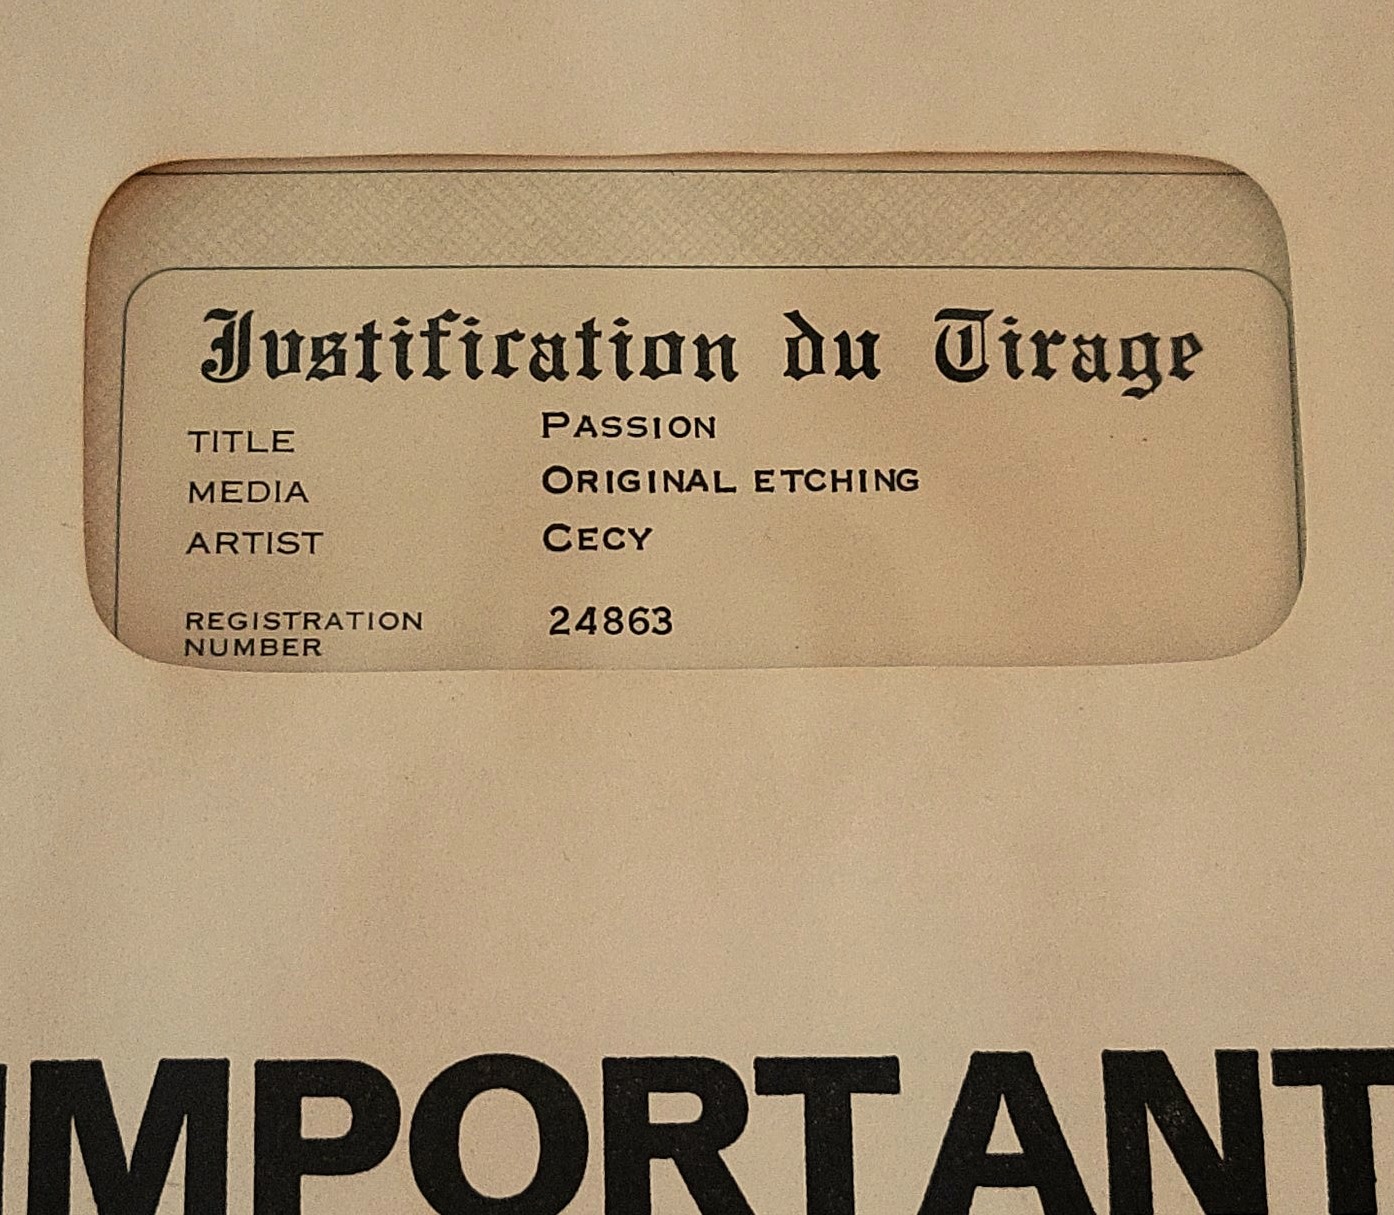 Justification du Tirage
TITLE PASSION
MEDIA ORIGINAL ETCHING
ARTIST CECY
REGISTRATION NUMBER 24863
IMPORTANT